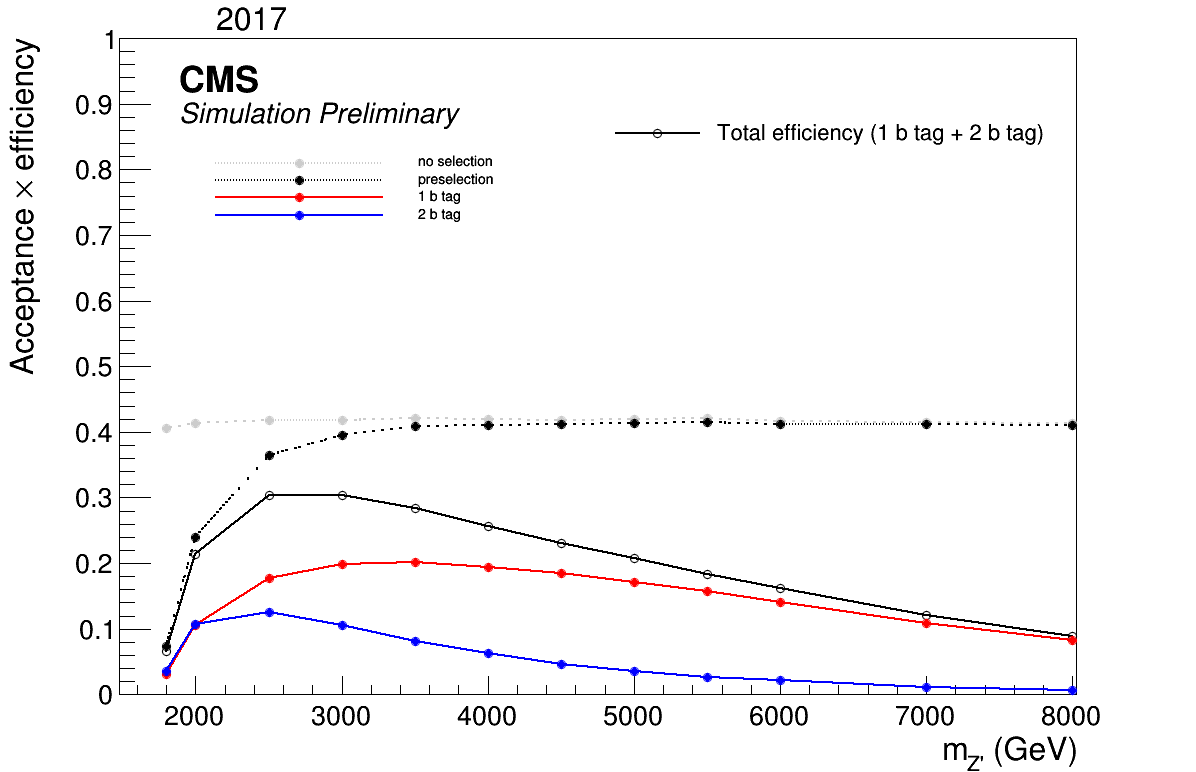 2017
CMS
Simulation Preliminary
no selection
preselection
1 b tag
2 b tag
Total efficiency (1 b tag + 2 b tag)
Acceptance × efficiency
1
0.9
0.8
0.7
0.6
0.5
0.4
0.3
0.2
0.1
0
2000 3000 4000 5000 6000 7000 8000
m_Z' (GeV)